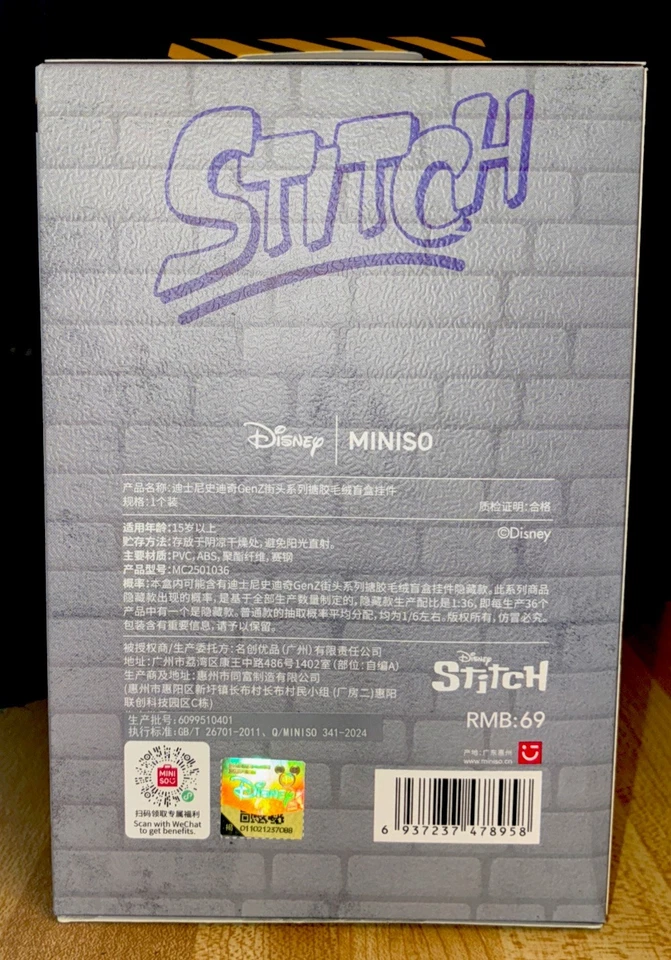 STITCH
Disney | MINISO
产品名称: 迪士尼史迪奇GenZ街头系列搪胶毛绒盲盒挂件
规格:1个装
质检证明: 合格
适用年龄:15岁以上
©Disney
贮存方法: 存放于阴凉干燥处, 避免阳光直射。
主要材质:PVC, ABS, 聚酯纤维, 赛钢
产品型号:MC2501036
概率: 本盒内可能含有迪士尼史迪奇GenZ街头系列搪胶毛绒盲盒挂件隐藏款。此系列商品
隐藏款出现的概率, 是基于全部生产数量制定的, 隐藏款生产配比是1:36, 即每生产36个
产品中有一个是隐藏款。普通款的抽取概率平均分配, 均为1/6左右。版权所有, 仿冒必究。
包装含有重要信息, 请予以保留。
被授权商/生产委托方: 名创优品 (广州) 有限责任公司
地址: 广州市荔湾区康王中路486号1402室 (部位: 自编A)
生产商及地址: 惠州市同富制造有限公司
(惠州市惠阳区新圩镇长布村长布村民小组 (厂房二) 惠阳
联创科技园区C栋)
Disney
STITCH
生产批号: 6099510401
执行标准:GB/T 26701-2011、Q/MINISO 341-2024
RMB:69
产地: 广东惠州
www.miniso.cn
MINI
SO
扫码领取专属福利
Scan with WeChat
to get benefits.
Disney
011021237088
6 937237 478958